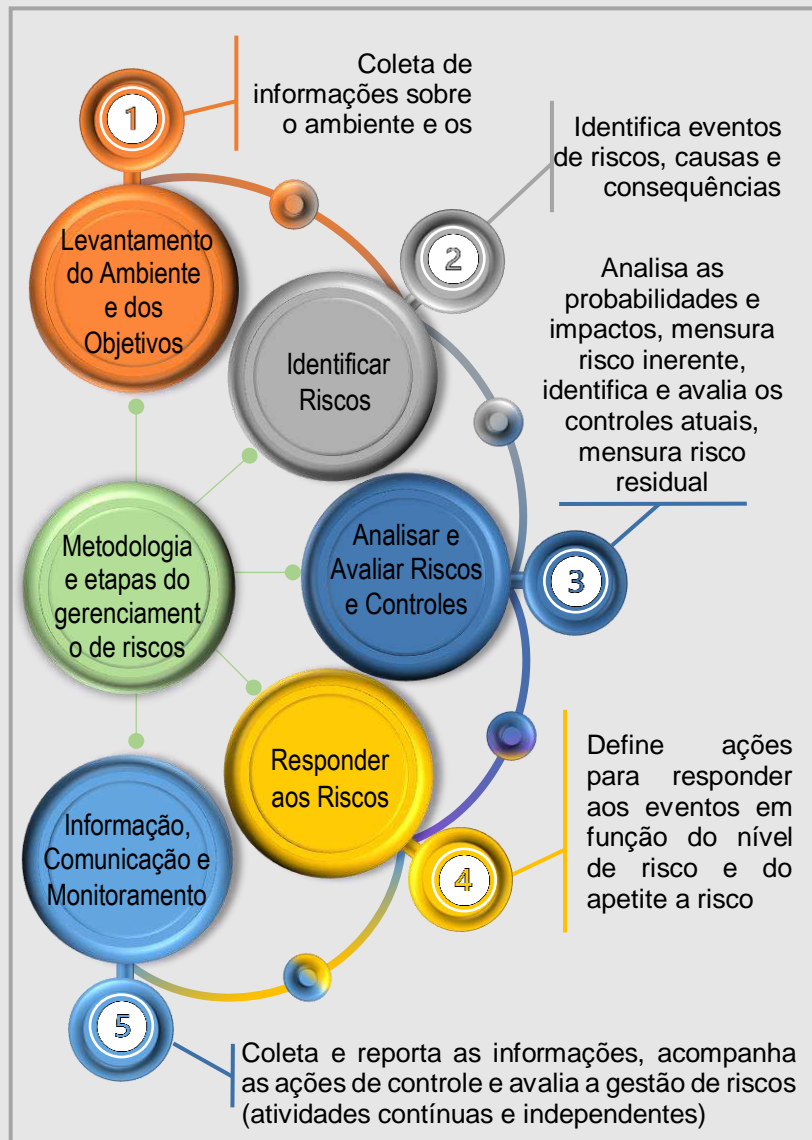 1
Coleta de
informações sobre
o ambiente e os
Levantamento
do Ambiente
e dos
Objetivos
2
Identifica eventos
de riscos, causas e
consequências
Identificar
Riscos
Analisa as
probabilidades e
impactos, mensura
risco inerente,
identifica e avalia os
controles atuais,
mensura risco
residual
Metodologia
e etapas do
gerenciament
o de riscos
Analisar e
Avaliar Riscos
e Controles
3
Responder
aos Riscos
4
Define ações
para responder
aos eventos em
função do nível
de risco e do
apetite a risco
Informação,
Comunicação e
Monitoramento
5
Coleta e reporta as informações, acompanha
as ações de controle e avalia a gestão de riscos
(atividades contínuas e independentes)